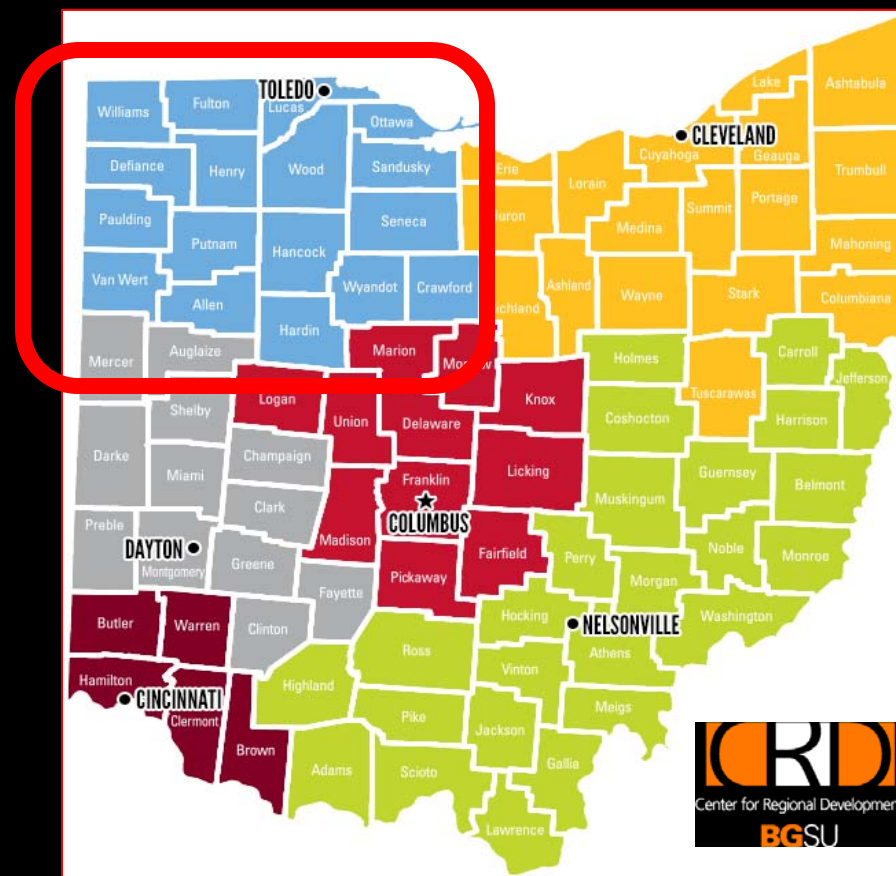 TOLEDO
Williams
Fulton
Lucas
Ottawa
Lake
Ashtabula
CLEVELAND
Cuyahoga
Geauga
Defiance
Henry
Wood
Sandusky
Erie
Lorain
Trumbull
Paulding
Putnam
Hancock
Seneca
Huron
Medina
Summit
Portage
Mahoning
Van Wert
Allen
Wyandot
Crawford
Richland
Ashland
Wayne
Stark
Columbiana
Hardin
Mercer
Auglaize
Marion
Morrow
Holmes
Carroll
Jefferson
Logan
Shelby
Union
Delaware
Knox
Coshocton
Tuscarawas
Harrison
Darke
Miami
Champaign
Clark
Franklin
COLUMBUS
Licking
Muskingum
Guernsey
Belmont
Preble
DAYTON
Montgomery
Greene
Madison
Fairfield
Perry
Noble
Monroe
Pickaway
Fayette
Morgan
Washington
Butler
Warren
Clinton
Hocking
NELSONVILLE
Athens
Ross
Vinton
Hamilton
CINCINNATI
Clermont
Highland
Meigs
Pike
Jackson
Brown
Adams
Scioto
Gallia
Lawrence
CRD
Center for Regional Developmen
BGSU